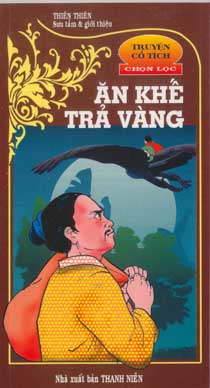 THIÊN THIÊN
Sưu tầm & giới thiệu
TRUYỆN
CỔ TÍCH
CHỌN LỌC
ĂN KHẾ
TRẢ VÀNG
Nhà xuất bản THANH NIÊN